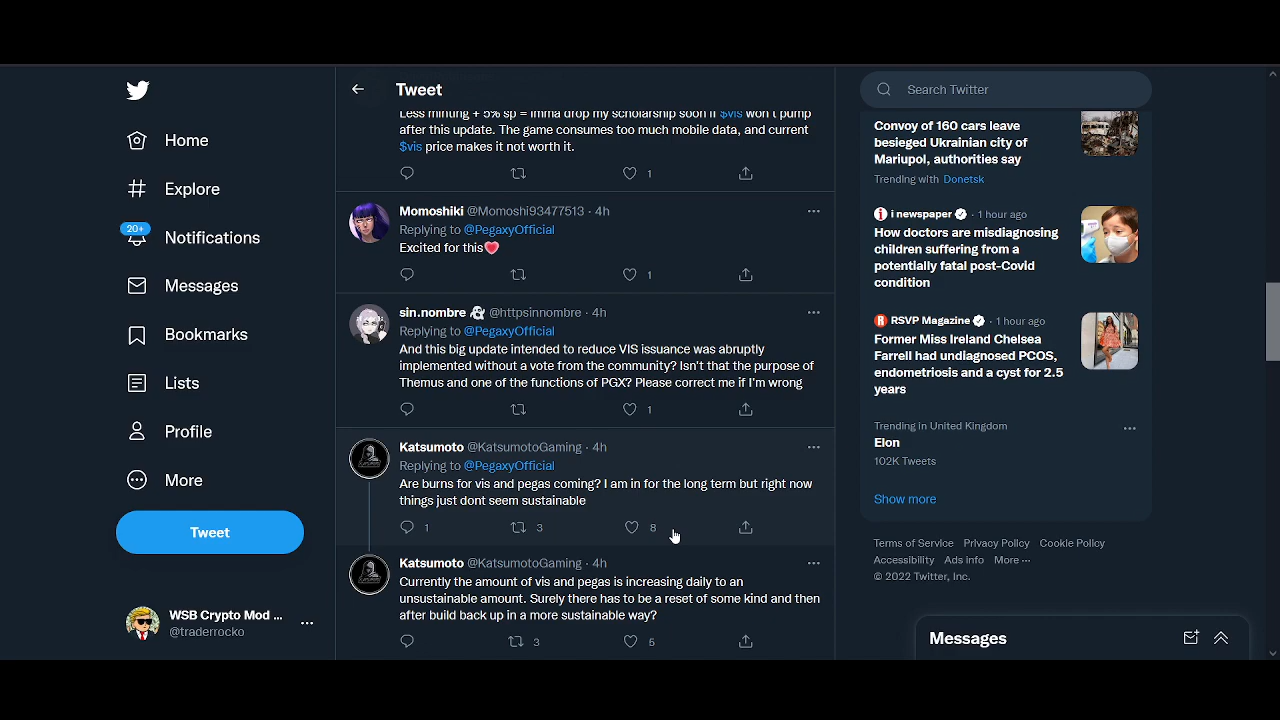 Tweet
Search Twitter
Home
Explore
20+
Notifications
Messages
Bookmarks
Lists
Profile
More
Tweet
WSB Crypto Mod ...
@traderrocko
Less minting + 5% sp = imma drop my scholarship soon if $vis won't pump
after this update. The game consumes too much mobile data, and current
$vis price makes it not worth it.
1
Momoshiki @Momoshi93477513 · 4h
Replying to @PegaxyOfficial
Excited for this❤
1
sin.nombre 👻 @httpsinnombre · 4h
Replying to @PegaxyOfficial
And this big update intended to reduce VIS issuance was abruptly
implemented without a vote from the community? Isn't that the purpose of
Themus and one of the functions of PGX? Please correct me if I'm wrong
1
Katsumoto @KatsumotoGaming · 4h
Replying to @PegaxyOfficial
Are burns for vis and pegas coming? I am in for the long term but right now
things just dont seem sustainable
1 3 8
Katsumoto @KatsumotoGaming · 4h
Currently the amount of vis and pegas is increasing daily to an
unsustainable amount. Surely there has to be a reset of some kind and then
after build back up in a more sustainable way?
3 5
Convoy of 160 cars leave
besieged Ukrainian city of
Mariupol, authorities say
Trending with Donetsk
i newspaper · 1 hour ago
How doctors are misdiagnosing
children suffering from a
potentially fatal post-Covid
condition
RSVP Magazine · 1 hour ago
Former Miss Ireland Chelsea
Farrell had undiagnosed PCOS,
endometriosis and a cyst for 2.5
years
Trending in United Kingdom
Elon
102K Tweets
Show more
Terms of Service Privacy Policy Cookie Policy
Accessibility Ads info More ···
© 2022 Twitter, Inc.
Messages